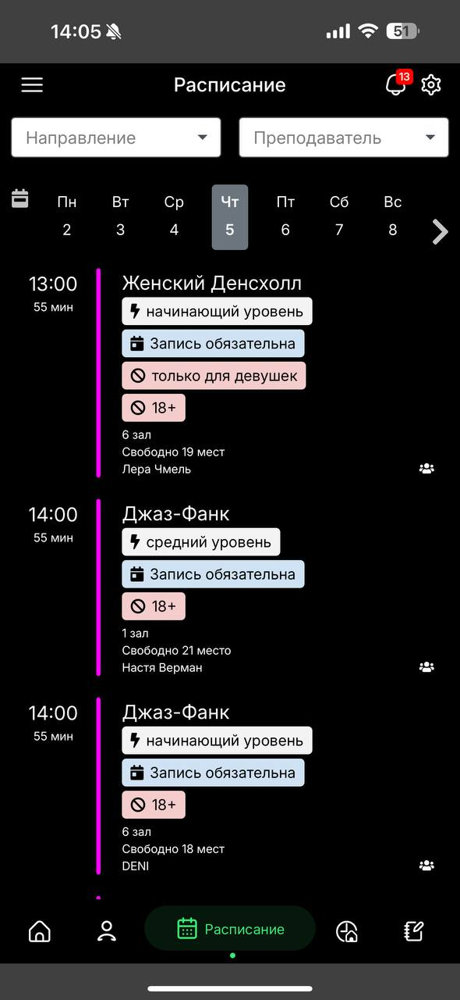 14:05
51
Расписание
13
Направление
Преподаватель
Пн Вт Ср Чт Пт Сб Вс
2 3 4 5 6 7 8
13:00
55 мин
Женский Денсхолл
начинающий уровень
Запись обязательна
только для девушек
18+
6 зал
Свободно 19 мест
Лера Чмель
14:00
55 мин
Джаз-Фанк
средний уровень
Запись обязательна
18+
1 зал
Свободно 21 место
Настя Верман
14:00
55 мин
Джаз-Фанк
начинающий уровень
Запись обязательна
18+
6 зал
Свободно 18 мест
DENI
Расписание